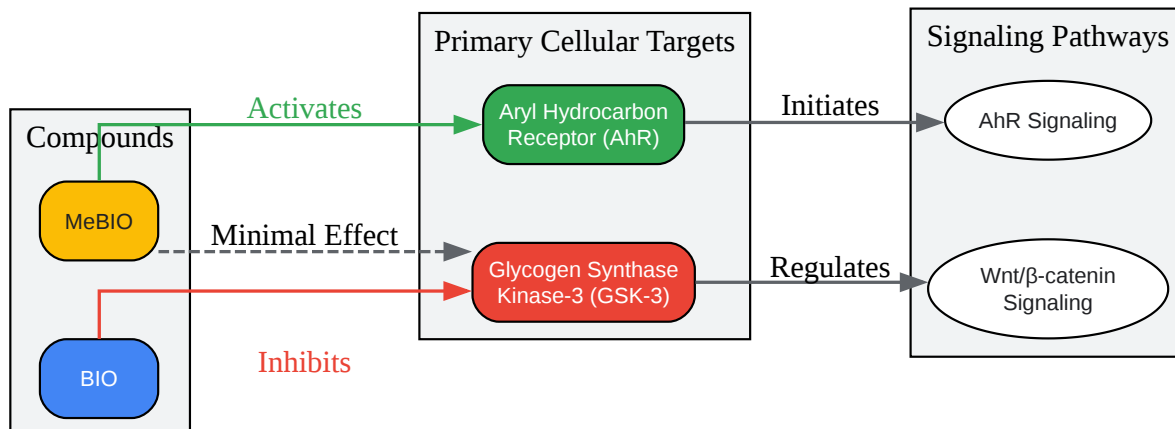 Compounds
MeBIO
BIO
Activates
Minimal Effect
Inhibits
Primary Cellular Targets
Aryl Hydrocarbon
Receptor (AhR)
Glycogen Synthase
Kinase-3 (GSK-3)
Initiates
Regulates
Signaling Pathways
AhR Signaling
Wnt/β-catenin
Signaling